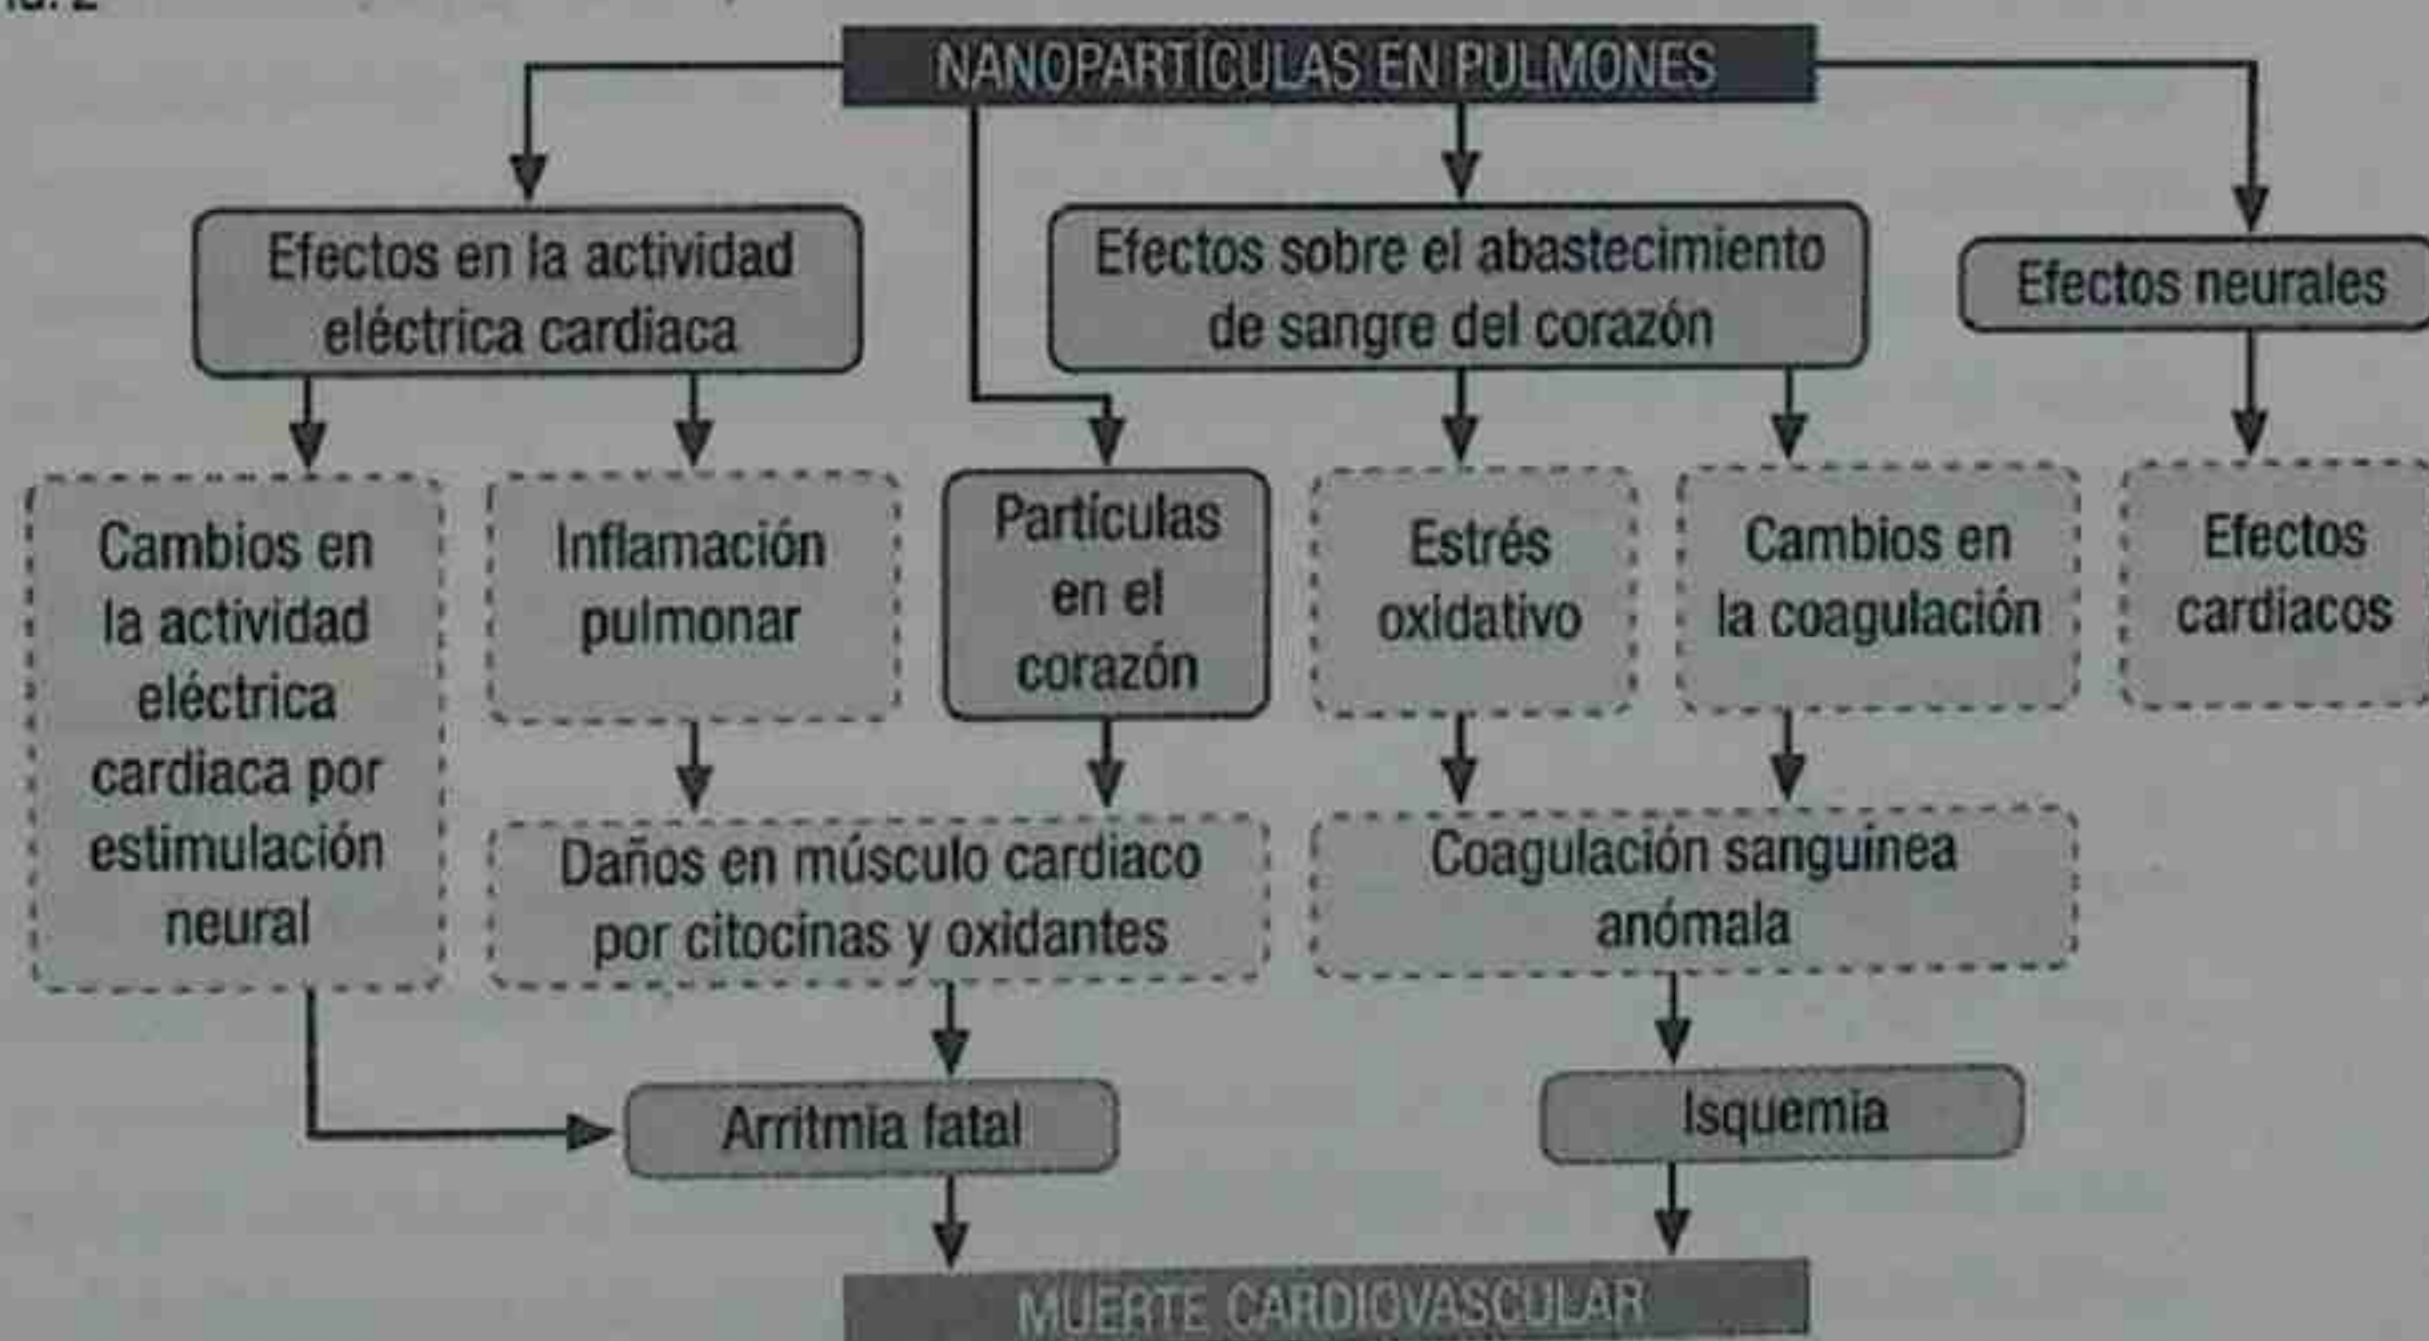 NANOPARTÍCULAS EN PULMONES
Efectos en la actividad
eléctrica cardiaca
Efectos sobre el abastecimiento
de sangre del corazón
Efectos neurales
Cambios en
la actividad
eléctrica
cardiaca por
estimulación
neural
Inflamación
pulmonar
Partículas
en el
corazón
Estrés
oxidativo
Cambios en
la coagulación
Efectos
cardiacos
Daños en músculo cardiaco
por citocinas y oxidantes
Coagulación sanguínea
anómala
Arritmia fatal
Isquemia
MUERTE CARDIOVASCULAR